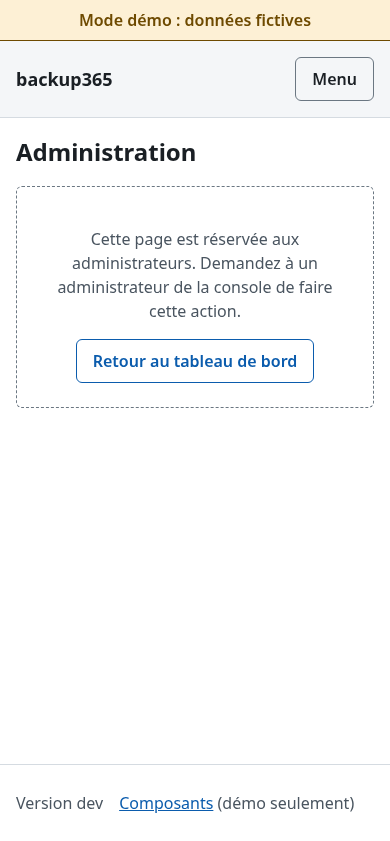 Mode démo : données fictives
backup365
Menu
Administration
Cette page est réservée aux
administrateurs. Demandez à un
administrateur de la console de faire
cette action.
Retour au tableau de bord
Version dev Composants (démo seulement)